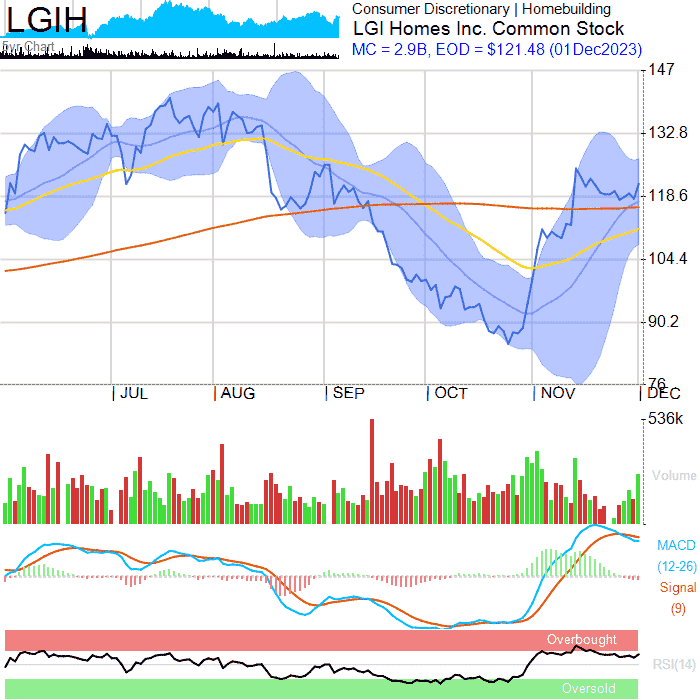 LGIH
5yr Chart
Consumer Discretionary | Homebuilding
LGI Homes Inc. Common Stock
MC = 2.9B, EOD = $121.48 (01Dec2023)
147
132.8
118.6
104.4
90.2
76
JUL
AUG
SEP
OCT
NOV
DEC
536k
Volume
MACD
(12-26)
Signal
(9)
Overbought
RSI(14)
Oversold